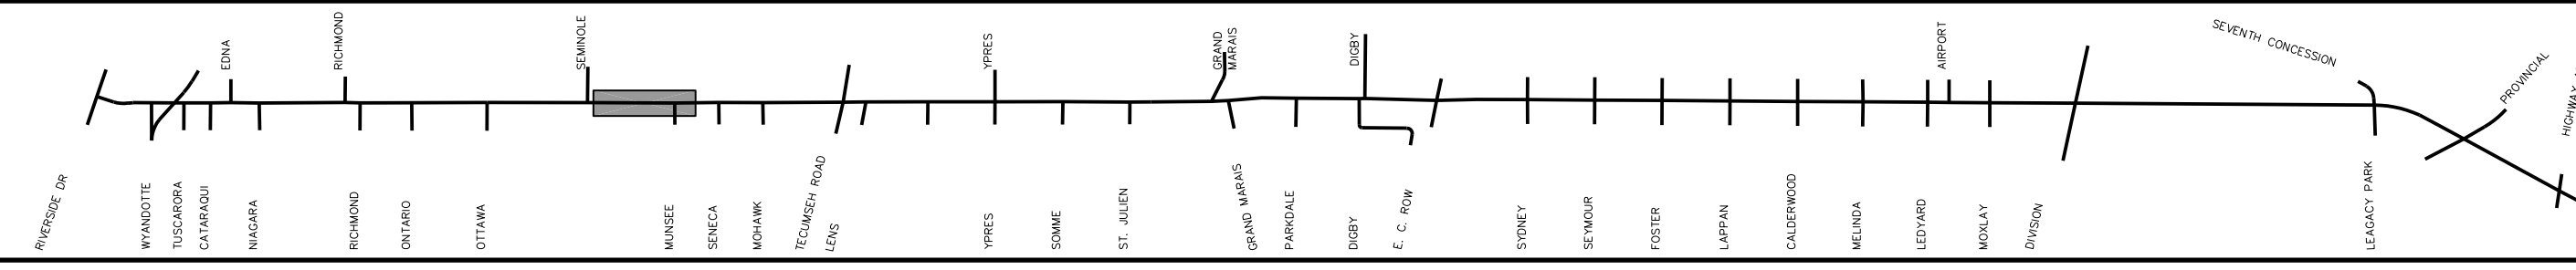 EDNA
RICHMOND
SEMINOLE
YPRES
GRAND
MARAIS
DIGBY
AIRPORT
SEVENTH CONCESSION
PROVINCIAL
HIGHWAY
RIVERSIDE DR
WYANDOTTE
TUSCARORA
CATARAQUI
NIAGARA
RICHMOND
ONTARIO
OTTAWA
MUNSEE
SENECA
MOHAWK
TECUMSEH ROAD
LENS
YPRES
SOMME
ST. JULIEN
GRAND MARAIS
PARKDALE
DIGBY
E. C. ROW
SYDNEY
SEYMOUR
FOSTER
LAPPAN
CALDERWOOD
MELINDA
LEDYARD
MOXLAY
DIVISION
LEAGACY PARK